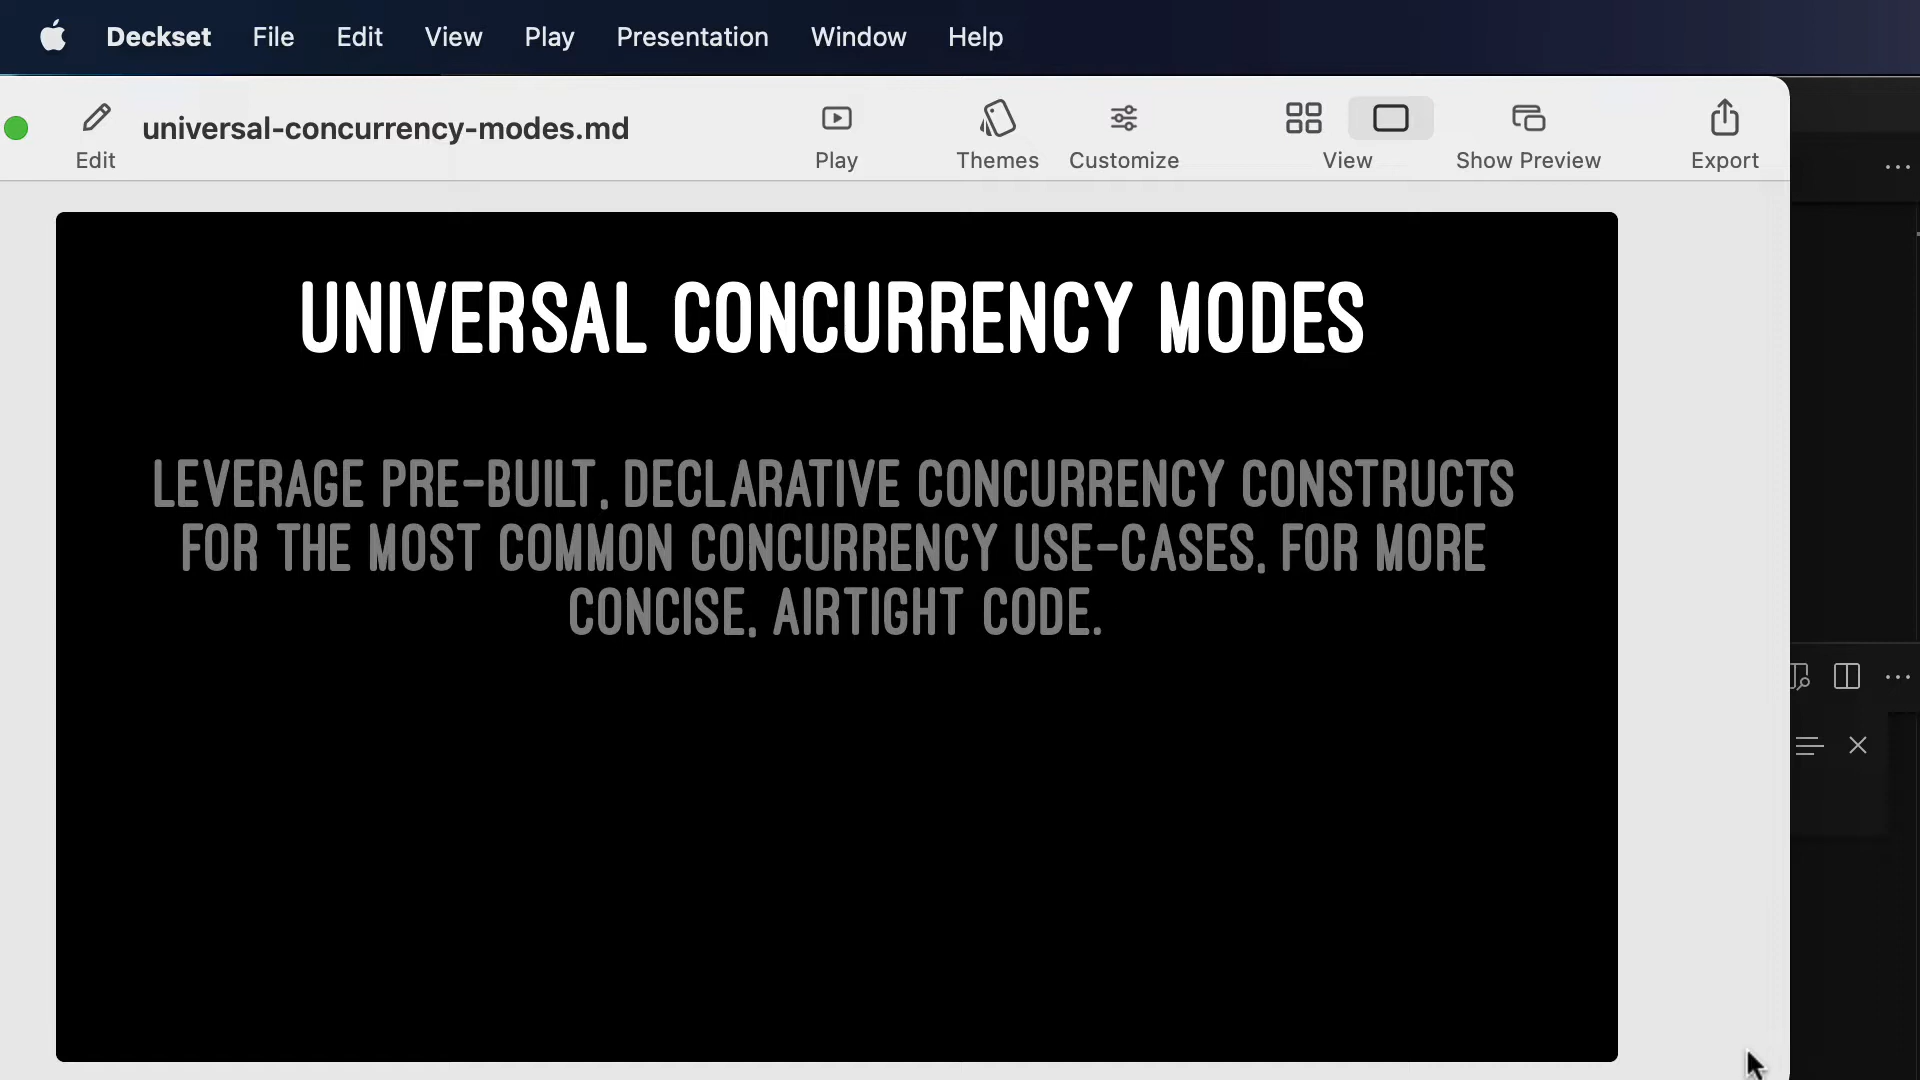 Deckset File Edit View Play Presentation Window Help
universal-concurrency-modes.md
Edit Play Themes Customize View Show Preview Export
UNIVERSAL CONCURRENCY MODES
LEVERAGE PRE-BUILT, DECLARATIVE CONCURRENCY CONSTRUCTS
FOR THE MOST COMMON CONCURRENCY USE-CASES, FOR MORE
CONCISE, AIRTIGHT CODE.